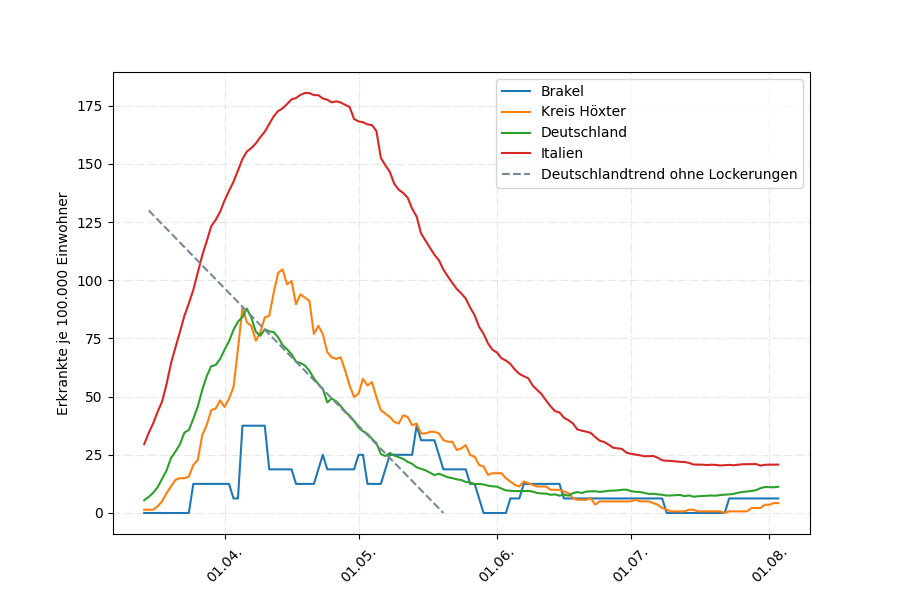 Brakel
Kreis Höxter
Deutschland
Italien
Deutschlandtrend ohne Lockerungen
Erkrankte je 100.000 Einwohner
175
150
125
100
75
50
25
0
01.04.
01.05.
01.06.
01.07.
01.08.